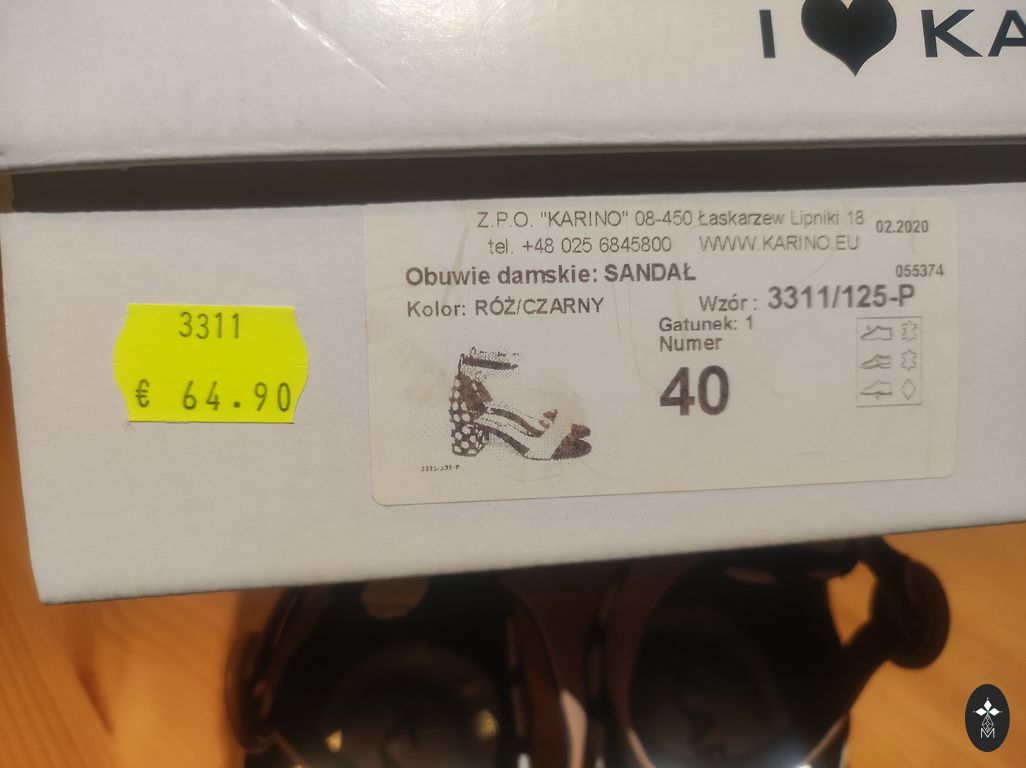 I ♥ KA
Z.P.O. "KARINO" 08-450 Łaskarzew Lipniki 18
02.2020
tel. +48 025 6845800 WWW.KARINO.EU
Obuwie damskie: SANDAŁ
055374
Kolor: RÓŻ/CZARNY
Wzór : 3311/125-P
Gatunek: 1
Numer
40
3311
€ 64.90
M